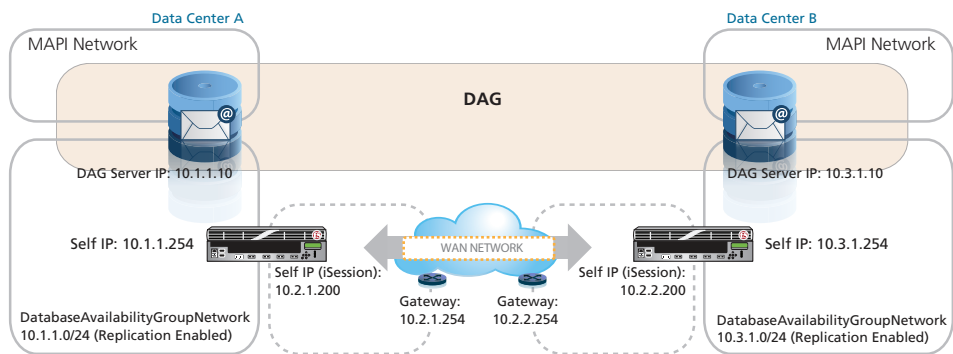 Data Center A
Data Center B
MAPI Network
MAPI Network
DAG
@
@
DAG Server IP: 10.1.1.10
DAG Server IP: 10.3.1.10
Self IP: 10.1.1.254
Self IP: 10.3.1.254
WAN NETWORK
Self IP (iSession):
10.2.1.200
Self IP (iSession):
10.2.2.200
Gateway:
10.2.1.254
Gateway:
10.2.2.254
DatabaseAvailabilityGroupNetwork
10.1.1.0/24 (Replication Enabled)
DatabaseAvailabilityGroupNetwork
10.3.1.0/24 (Replication Enabled)